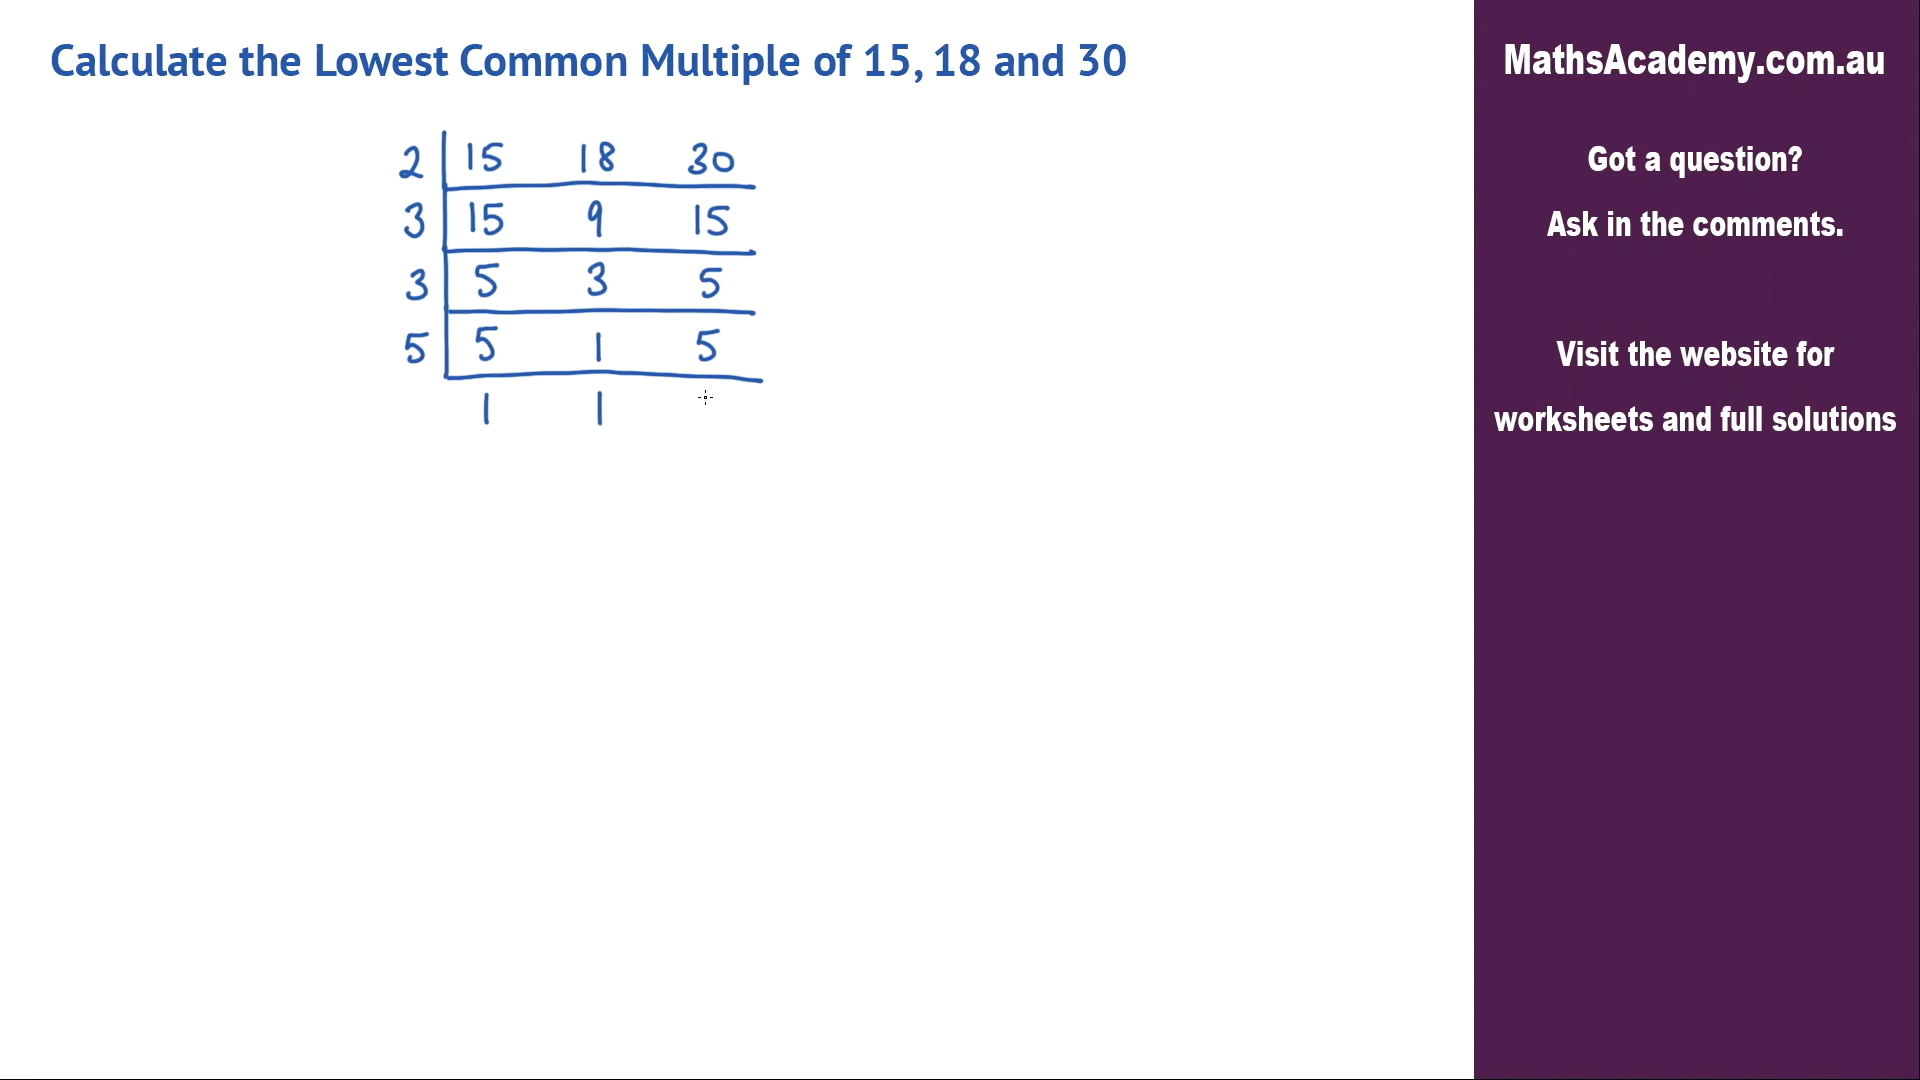 Calculate the Lowest Common Multiple of 15, 18 and 30
2 15 18 30
3 15 9 15
3 5 3 5
5 5 1 5
1 1
MathsAcademy.com.au
Got a question?
Ask in the comments.
Visit the website for
worksheets and full solutions